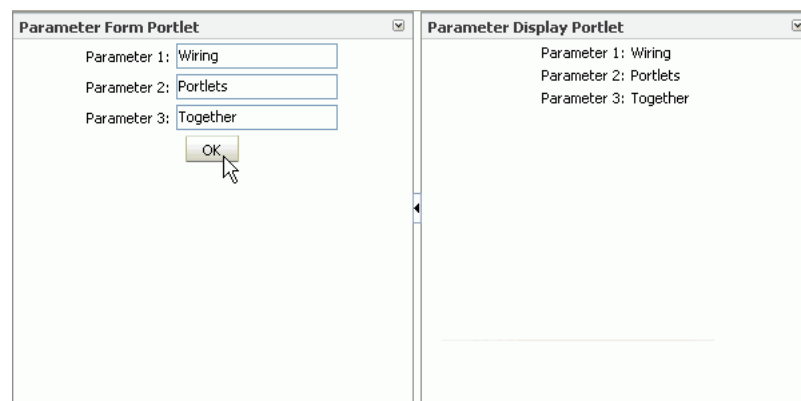 Parameter Form Portlet
Parameter 1: Wiring
Parameter 2: Portlets
Parameter 3: Together
OK
Parameter Display Portlet
Parameter 1: Wiring
Parameter 2: Portlets
Parameter 3: Together